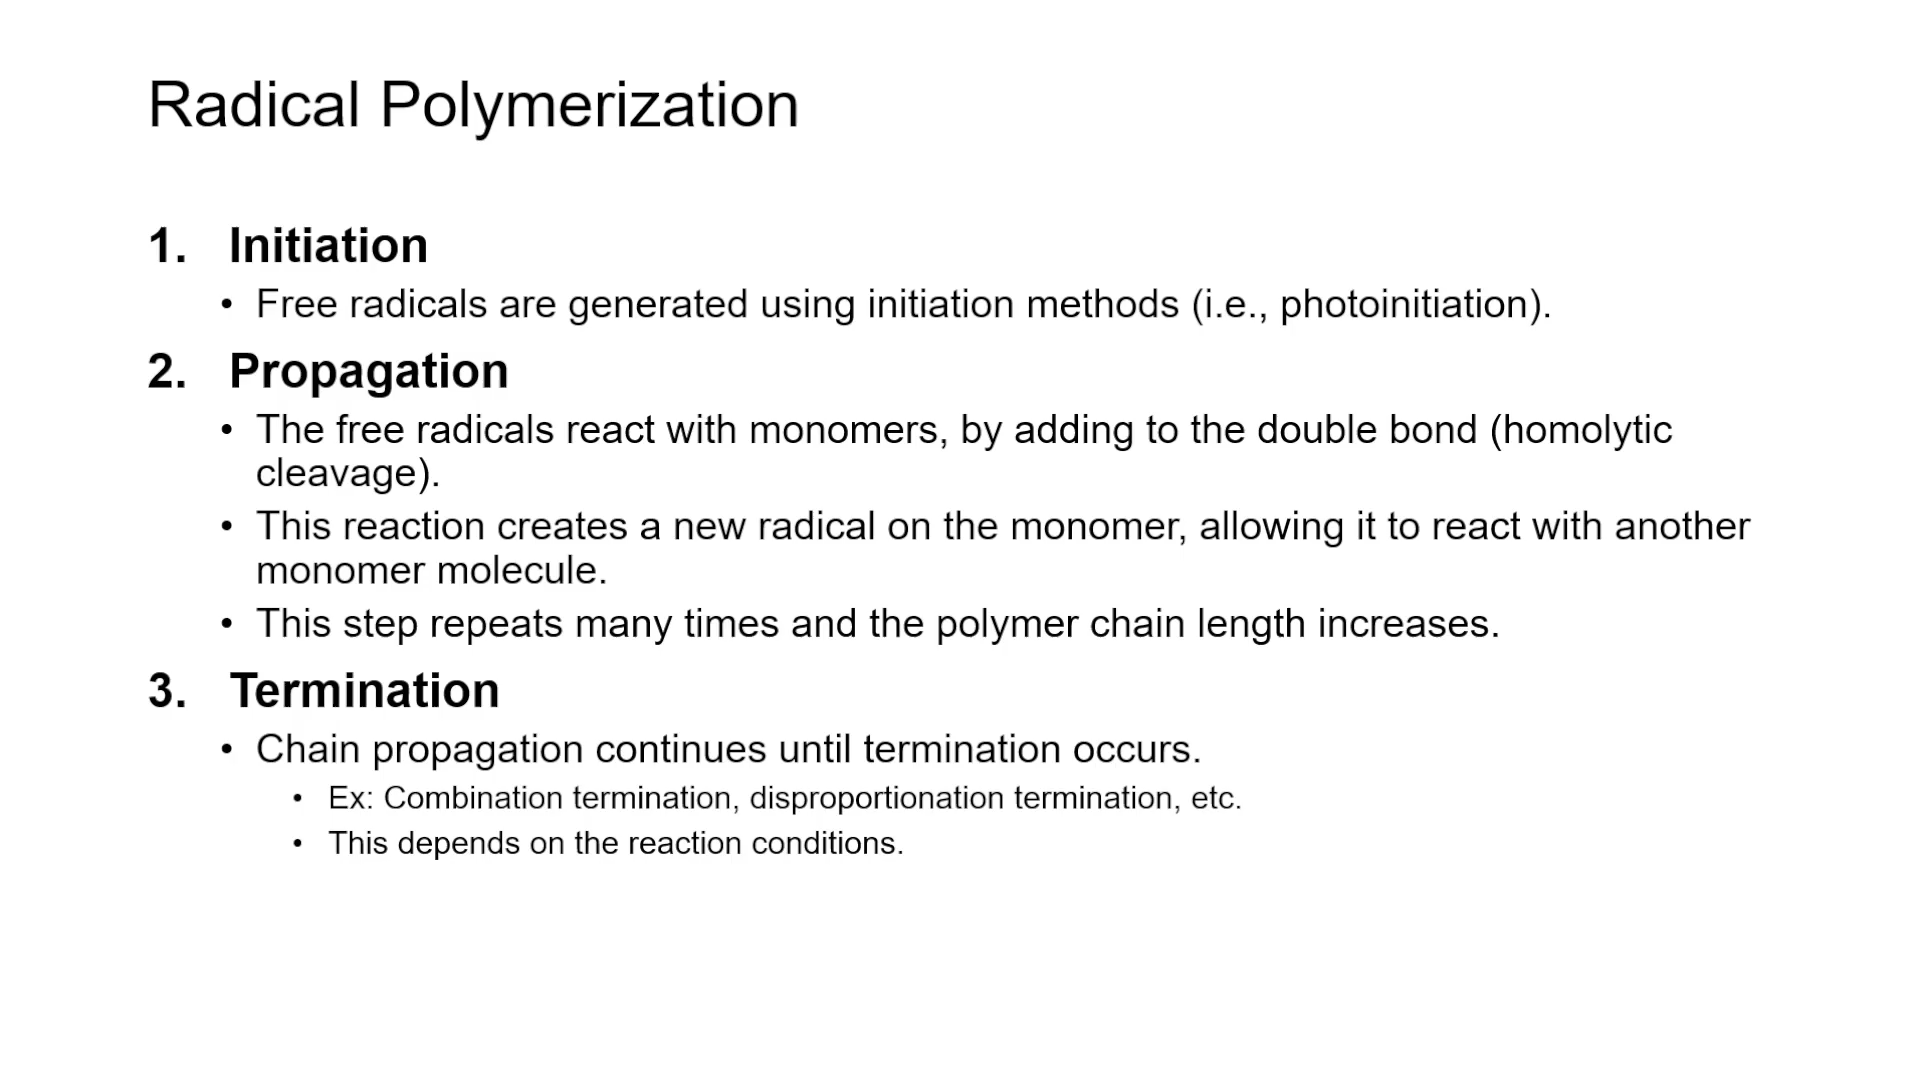 Radical Polymerization
1. Initiation
• Free radicals are generated using initiation methods (i.e., photoinitiation).
2. Propagation
• The free radicals react with monomers, by adding to the double bond (homolytic
cleavage).
• This reaction creates a new radical on the monomer, allowing it to react with another
monomer molecule.
• This step repeats many times and the polymer chain length increases.
3. Termination
• Chain propagation continues until termination occurs.
• Ex: Combination termination, disproportionation termination, etc.
• This depends on the reaction conditions.